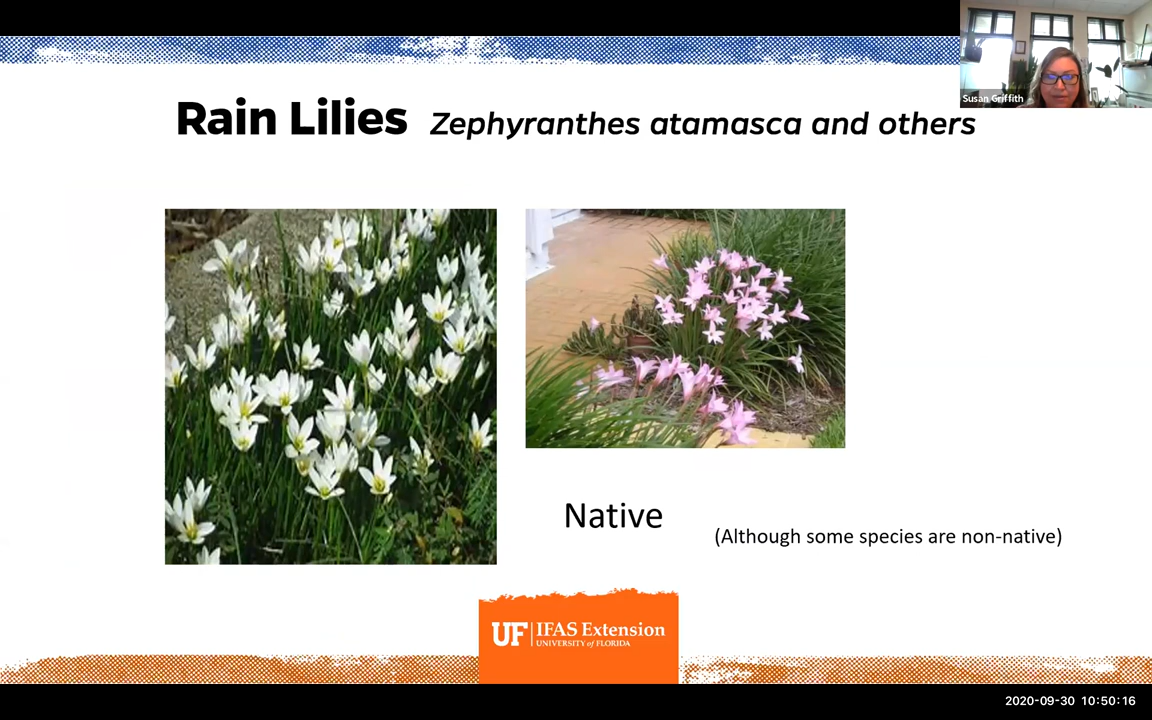 Susan Griffith
Rain Lilies Zephyranthes atamasca and others
Native
(Although some species are non-native)
UF IFAS Extension
UNIVERSITY of FLORIDA
2020-09-30 10:50:16